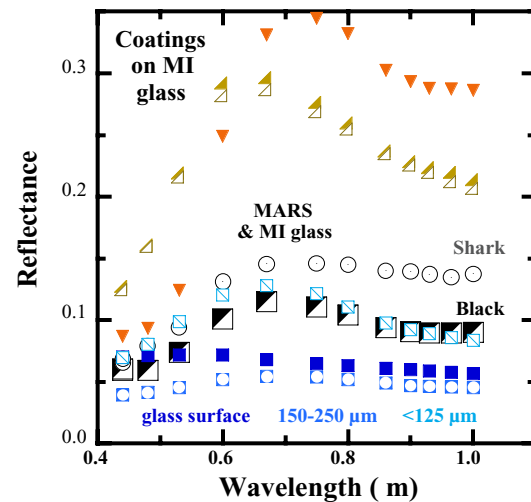 Coatings
on MI
glass
0.3
0.2
0.1
0.0
Reflectance
MARS
& MI glass
Shark
Black
glass surface 150-250 µm <125 µm
0.4 0.6 0.8 1.0
Wavelength ( m)